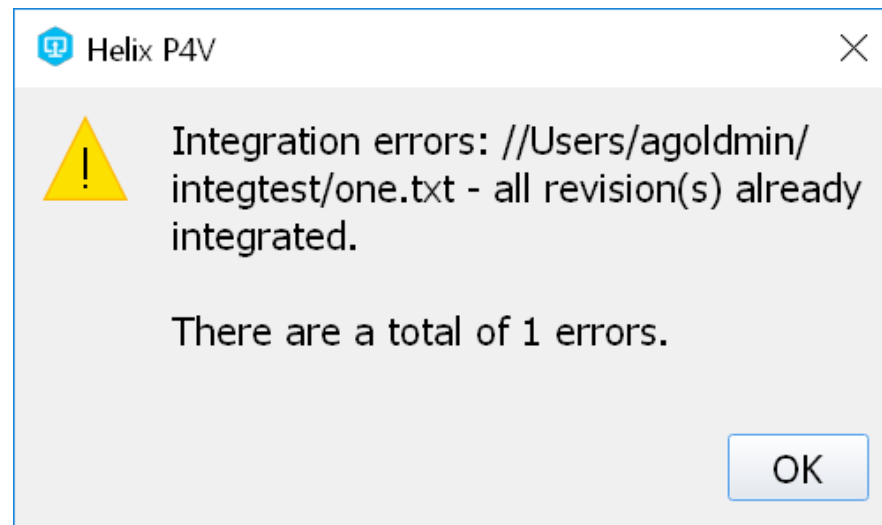 Helix P4V
Integration errors: //Users/agoldmin/
integtest/one.txt - all revision(s) already
integrated.
There are a total of 1 errors.
OK